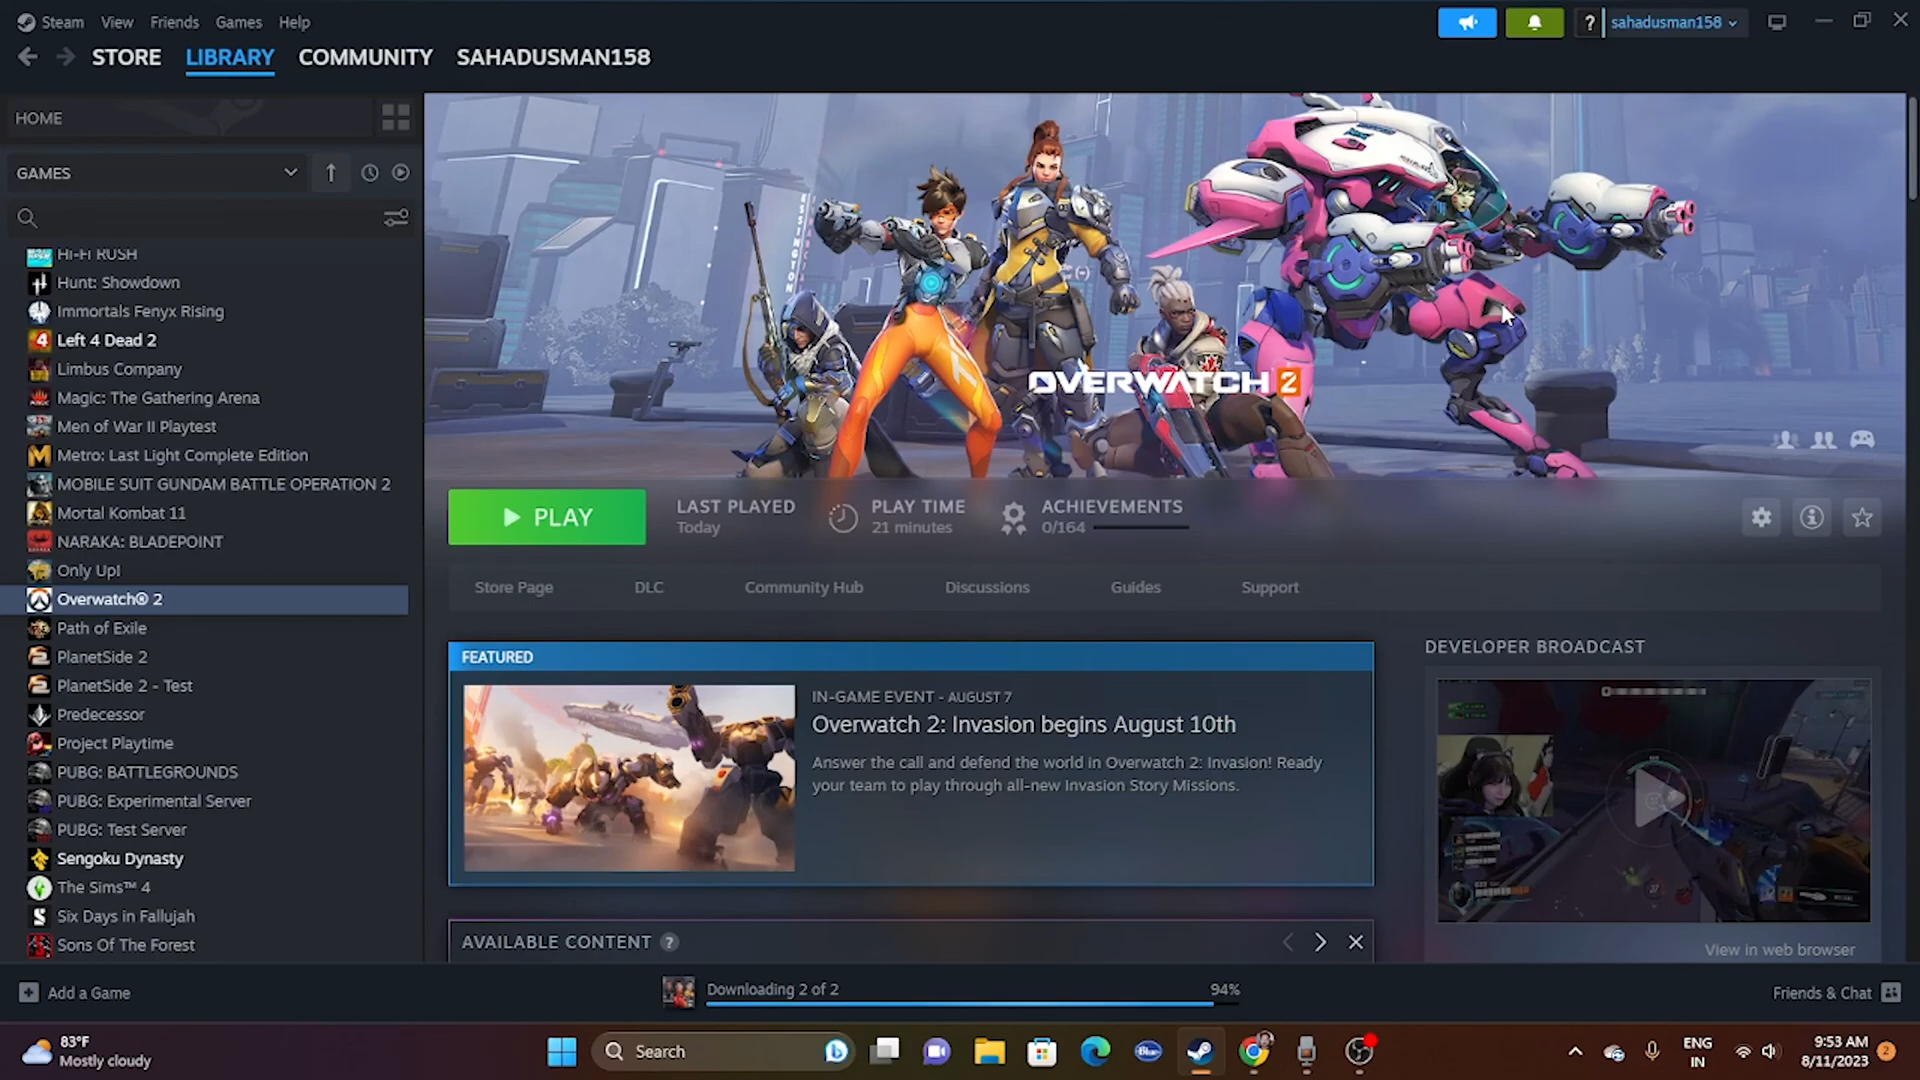 Steam View Friends Games Help
? sahadusman158
STORE LIBRARY COMMUNITY SAHADUSMAN158
HOME
GAMES
HI-FI RUSH
Hunt: Showdown
Immortals Fenyx Rising
Left 4 Dead 2
Limbus Company
Magic: The Gathering Arena
Men of War II Playtest
Metro: Last Light Complete Edition
MOBILE SUIT GUNDAM BATTLE OPERATION 2
Mortal Kombat 11
NARAKA: BLADEPOINT
Only Up!
Overwatch® 2
Path of Exile
PlanetSide 2
PlanetSide 2 - Test
Predecessor
Project Playtime
PUBG: BATTLEGROUNDS
PUBG: Experimental Server
PUBG: Test Server
Sengoku Dynasty
The Sims™ 4
Six Days in Fallujah
Sons Of The Forest
OVERWATCH 2
PLAY
LAST PLAYED
Today
PLAY TIME
21 minutes
ACHIEVEMENTS
0/164
Store Page DLC Community Hub Discussions Guides Support
FEATURED
IN-GAME EVENT - AUGUST 7
Overwatch 2: Invasion begins August 10th
Answer the call and defend the world in Overwatch 2: Invasion! Ready
your team to play through all-new Invasion Story Missions.
DEVELOPER BROADCAST
View in web browser
AVAILABLE CONTENT ?
Add a Game
Downloading 2 of 2 94%
Friends & Chat
83°F
Mostly cloudy
Search
ENG
IN
9:53 AM
8/11/2023
2